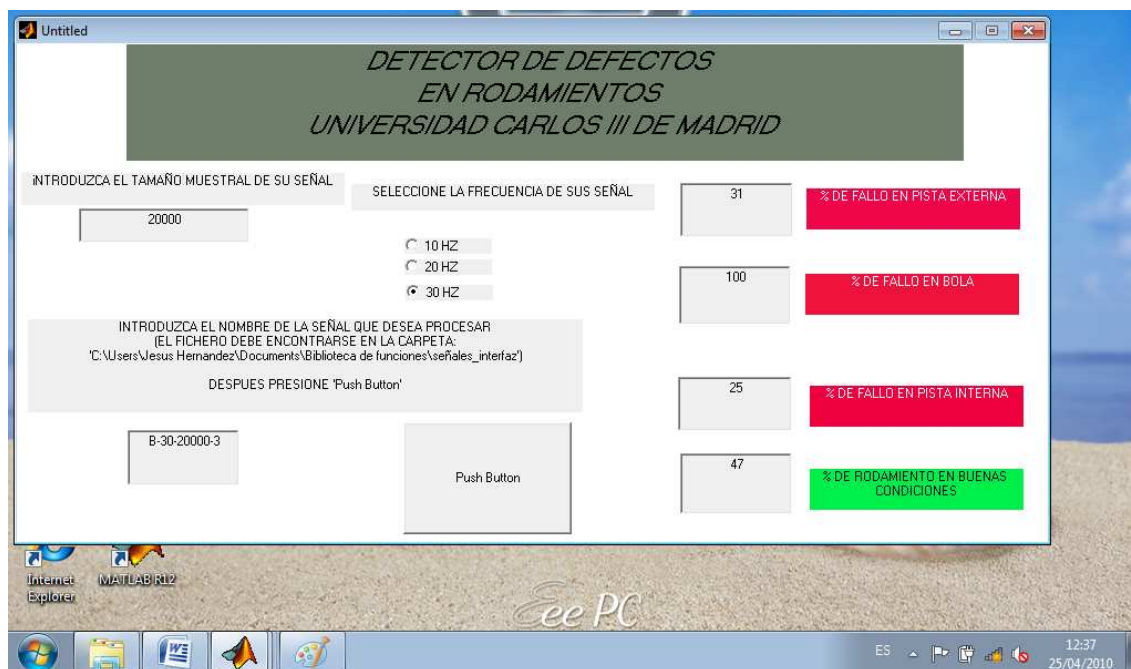 Untitled
DETECTOR DE DEFECTOS
EN RODAMIENTOS
UNIVERSIDAD CARLOS III DE MADRID
iNTRODUZCA EL TAMAÑO MUESTRAL DE SU SEÑAL
20000
SELECCIONE LA FRECUENCIA DE SUS SEÑAL
10 HZ
20 HZ
30 HZ
31
% DE FALLO EN PISTA EXTERNA
100
% DE FALLO EN BOLA
INTRODUZCA EL NOMBRE DE LA SEÑAL QUE DESEA PROCESAR
(EL FICHERO DEBE ENCONTRARSE EN LA CARPETA:
'C:\Users\Jesus Hernandez\Documents\Biblioteca de funciones\señales_interfaz')
DESPUES PRESIONE 'Push Button'
25
% DE FALLO EN PISTA INTERNA
B-30-20000-3
Push Button
47
% DE RODAMIENTO EN BUENAS
CONDICIONES
Internet
Explorer
MATLAB R12
Eee PC
ES
12:37
25/04/2010